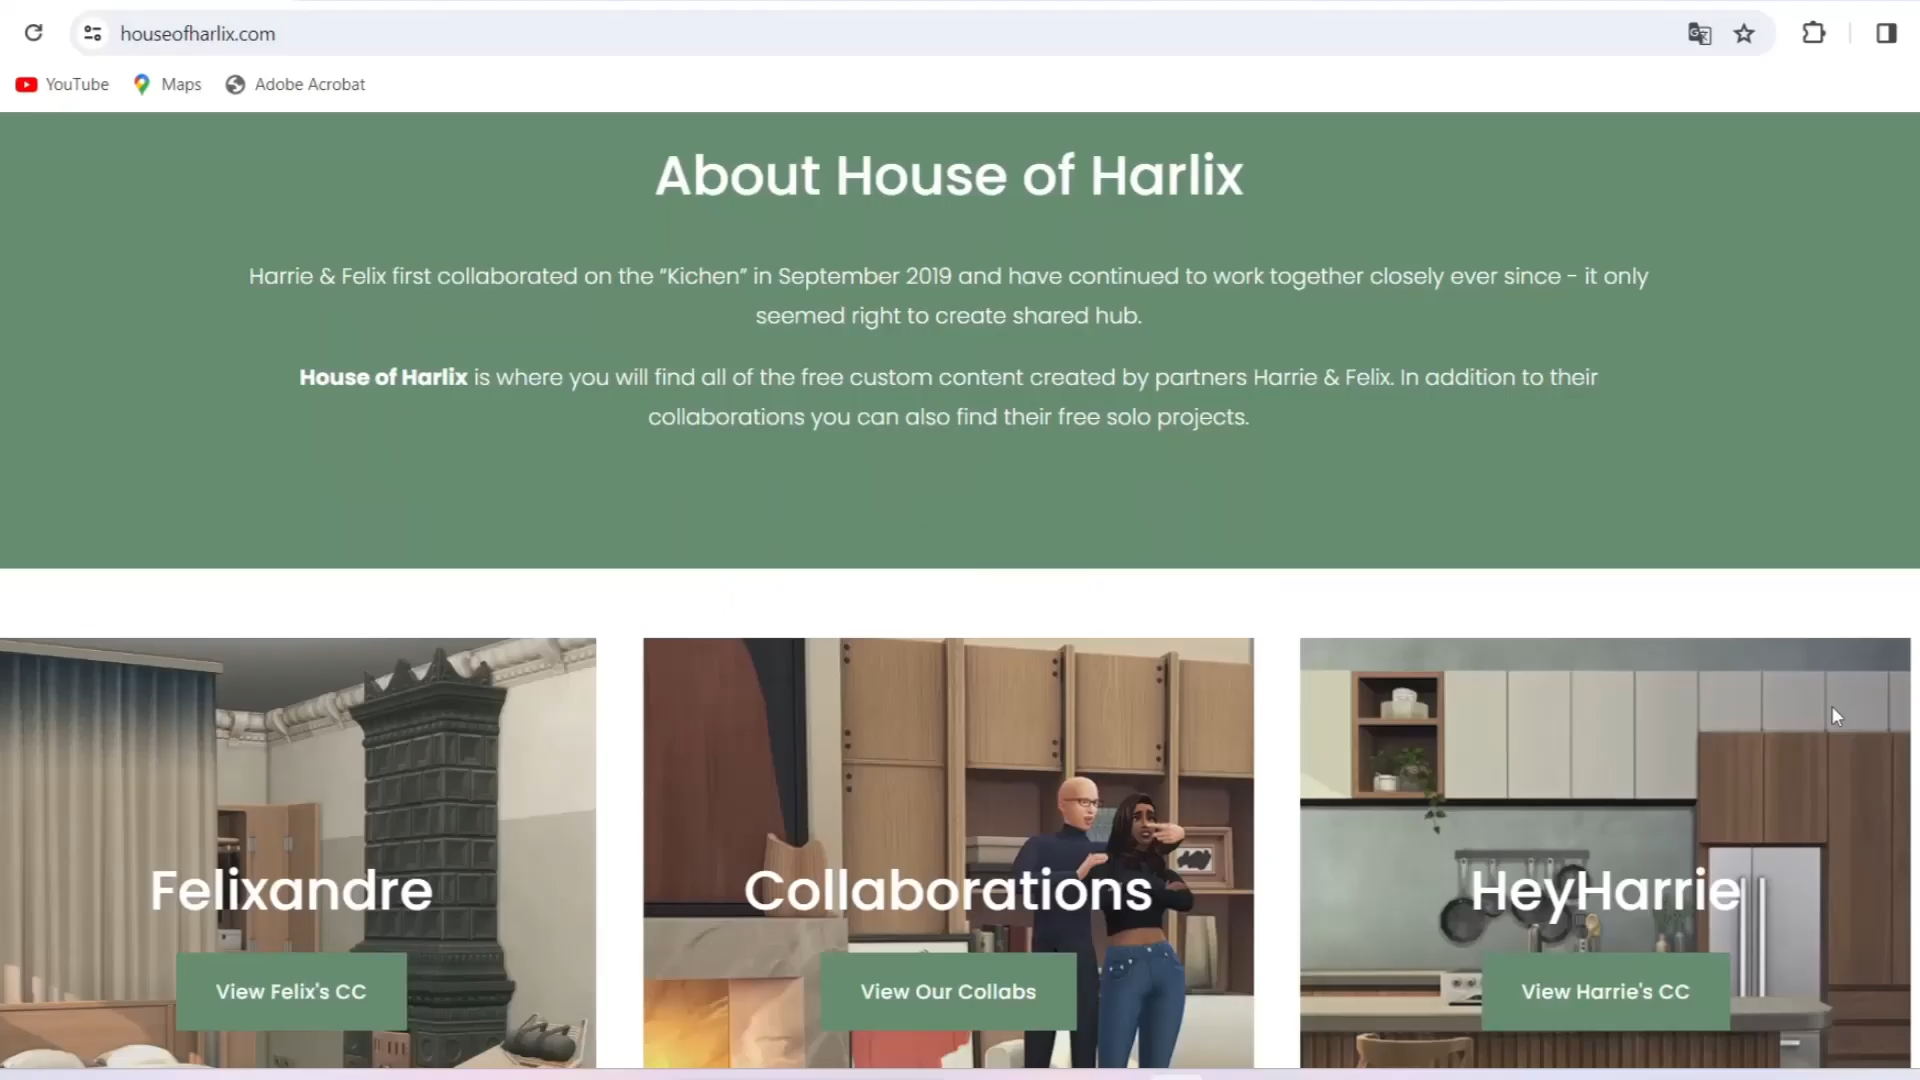 houseofharlix.com
YouTube
Maps
Adobe Acrobat
About House of Harlix
Harrie & Felix first collaborated on the “Kichen” in September 2019 and have continued to work together closely ever since - it only
seemed right to create shared hub.
House of Harlix is where you will find all of the free custom content created by partners Harrie & Felix. In addition to their
collaborations you can also find their free solo projects.
Felixandre
View Felix's CC
Collaborations
View Our Collabs
HeyHarrie
View Harrie's CC